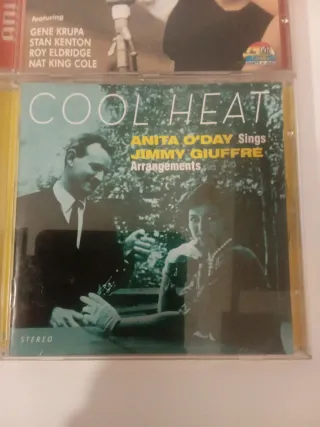 featuring
GENE KRUPA
STAN KENTON
ROY ELDRIDGE
NAT KING COLE
COOL HEAT
ANITA O'DAY Sings
JIMMY GIUFFRE
Arrangements
STEREO